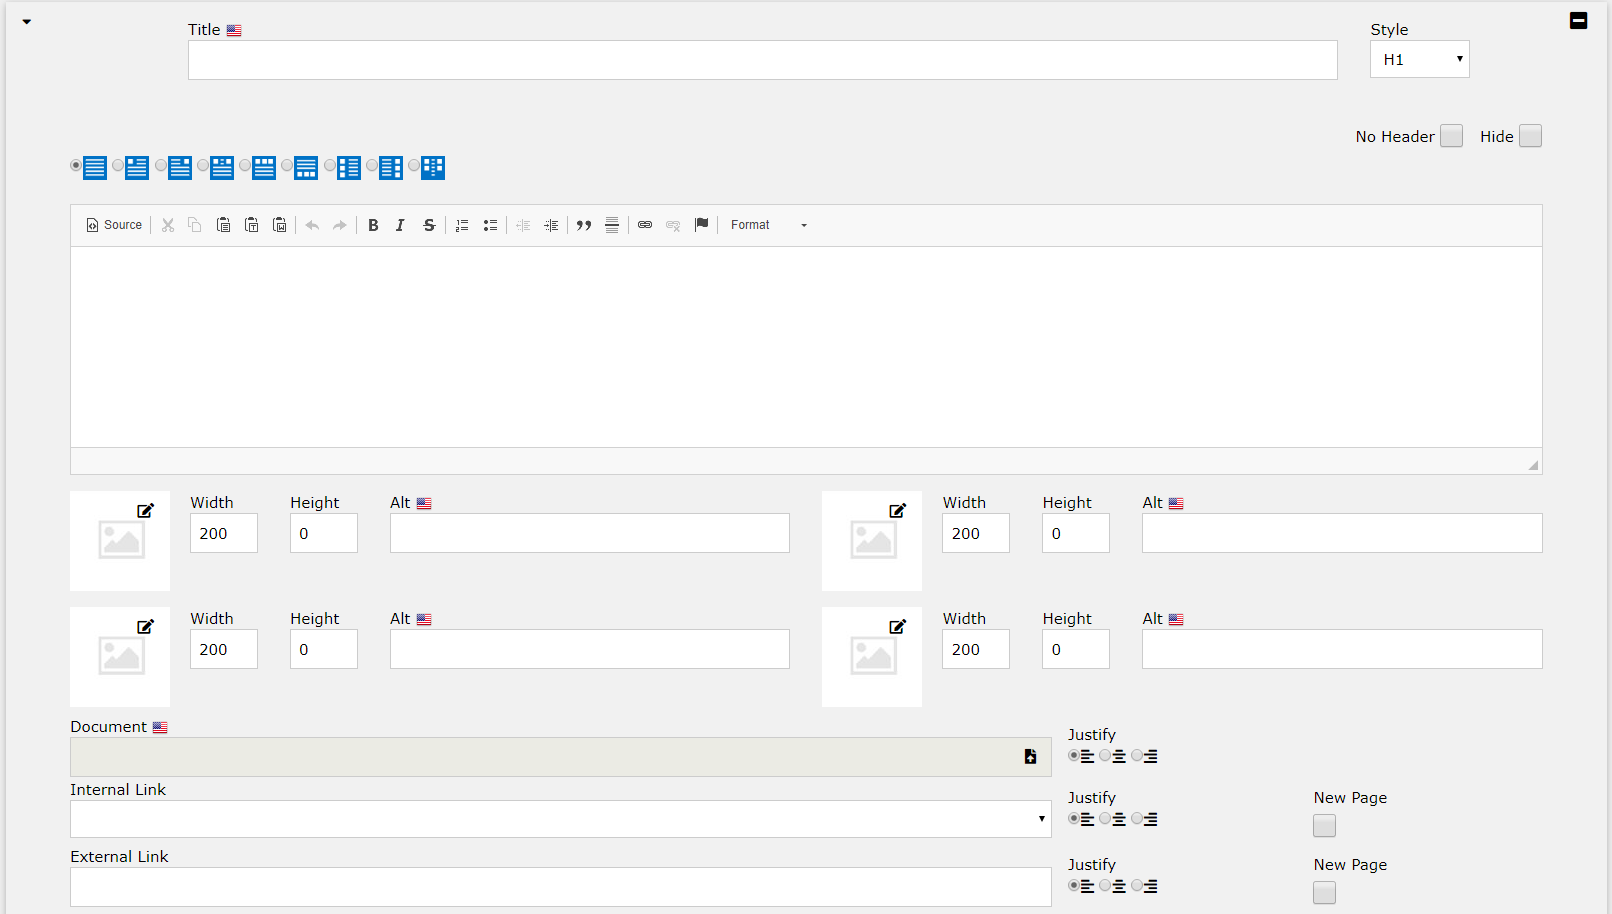 Title Style
H1
No Header Hide
Source Format
Width Height Alt Width Height Alt
200 0 200 0
Width Height Alt Width Height Alt
200 0 200 0
Document
Justify
Internal Link
Justify New Page
External Link
Justify New Page